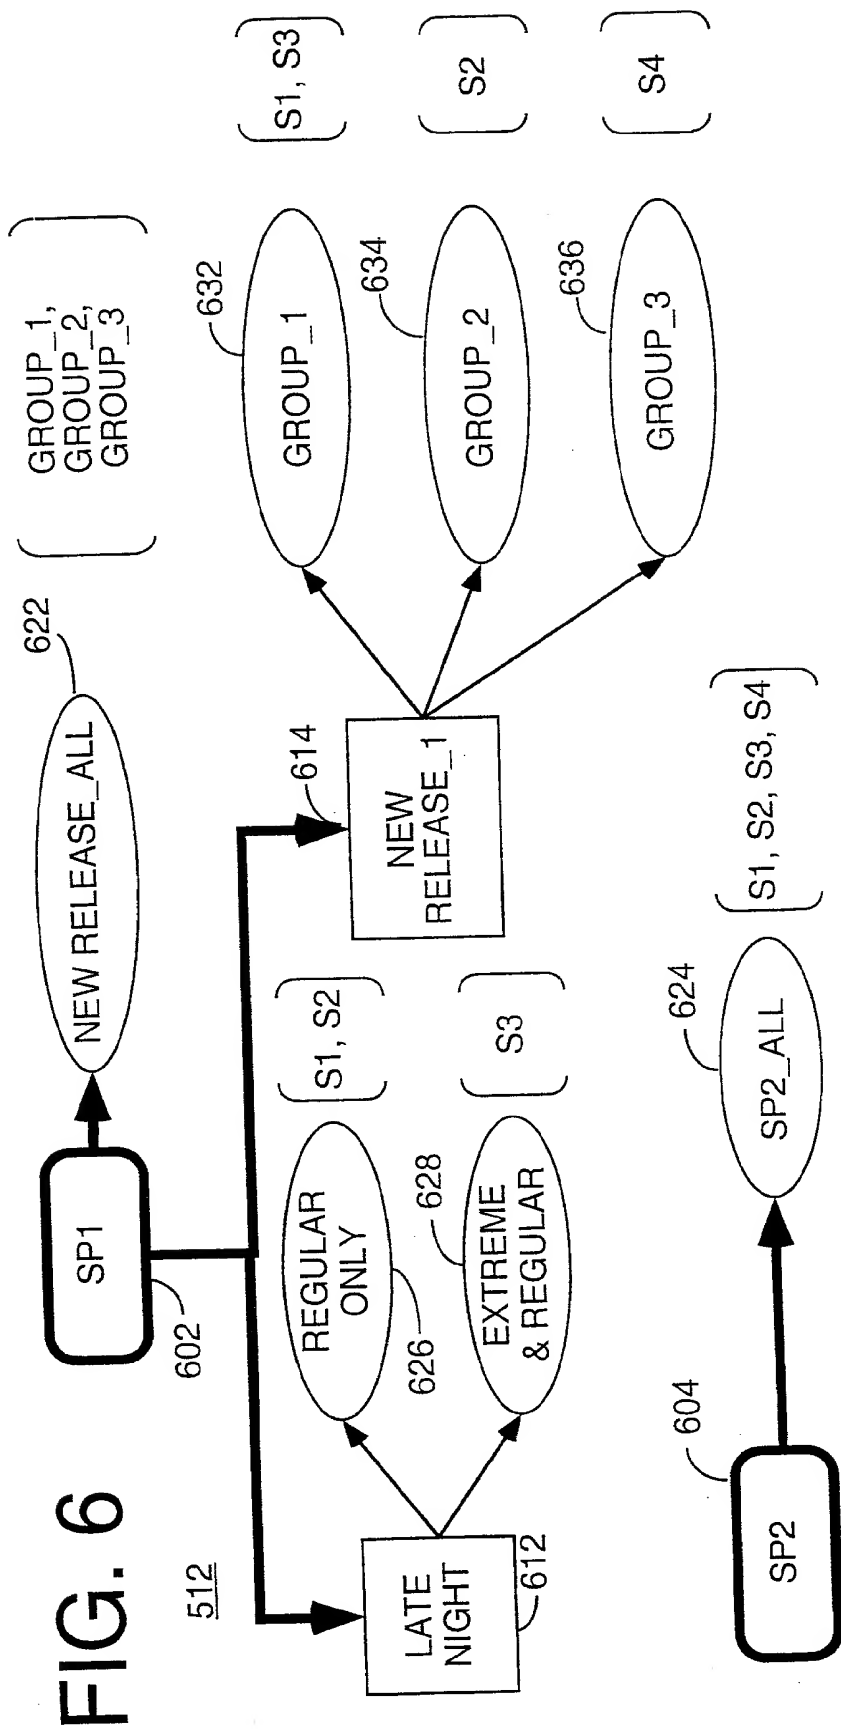 FIG. 6
512
SP1
602
NEW RELEASE_ALL
622
GROUP_1,
GROUP_2,
GROUP_3
LATE
NIGHT
612
REGULAR
ONLY
626
S1, S2
EXTREME
& REGULAR
628
S3
NEW
RELEASE_1
614
GROUP_1
632
S1, S3
GROUP_2
634
S2
GROUP_3
636
S4
SP2
604
SP2_ALL
624
S1, S2, S3, S4